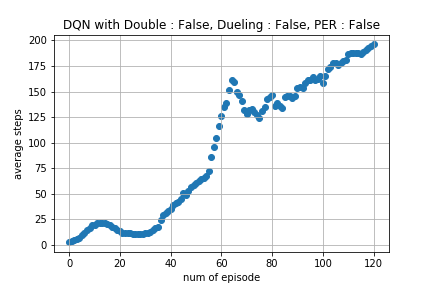 DQN with Double : False, Dueling : False, PER : False
200
175
150
125
100
75
50
25
0
average steps
0 20 40 60 80 100 120
num of episode